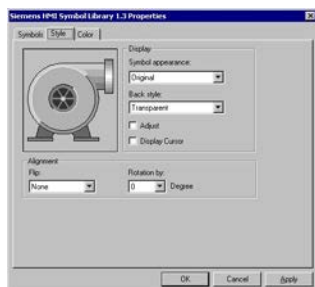 Siemens HMI Symbol Library 1.3 Properties
Symbols Style Color
Display
Symbol appearance:
Original
Back style:
Transparent
Adjust
Display Cursor
Alignment
Flip: Rotation by:
None 0 Degree
OK Cancel Apply